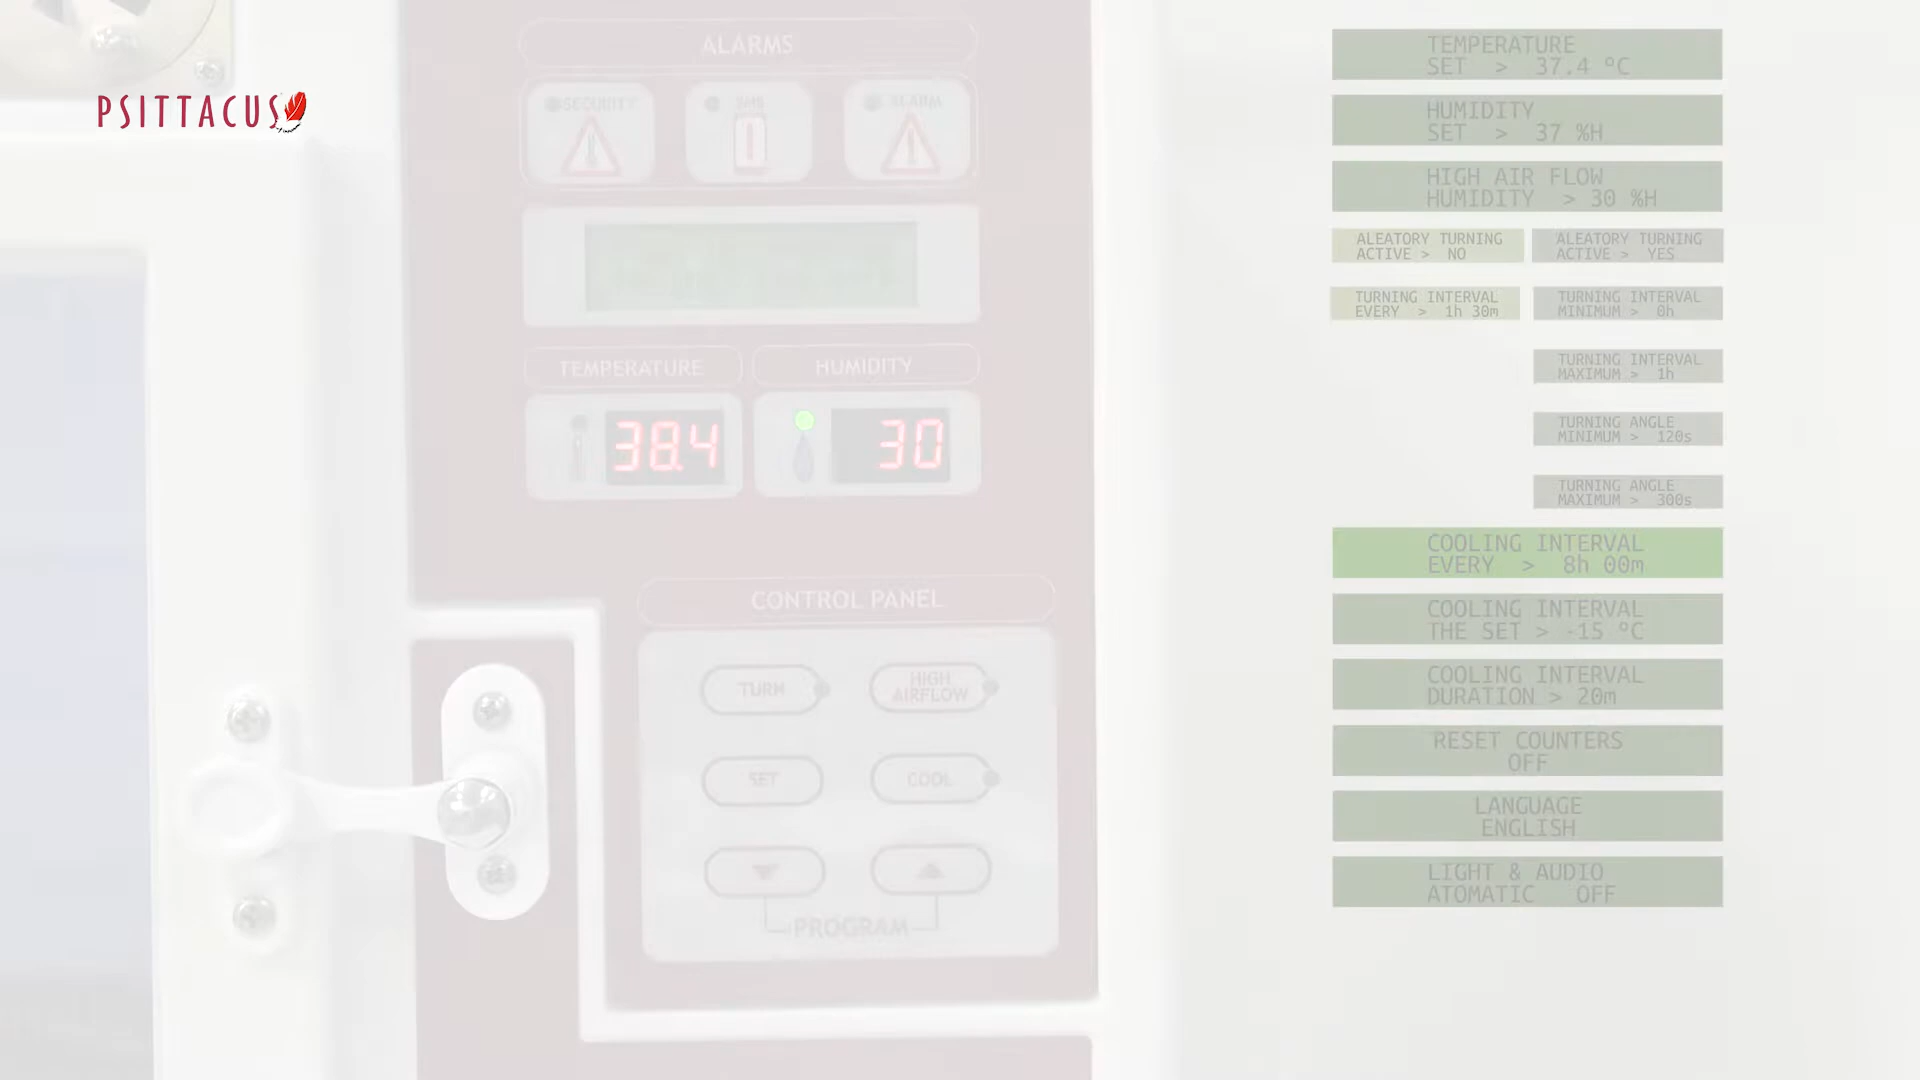 PSITTACUS
ALARMS
SECURITY
SMS
ALARM
TEMPERATURE
HUMIDITY
38.4
30
CONTROL PANEL
TURN
HIGH
AIRFLOW
SET
COOL
PROGRAM
TEMPERATURE
SET > 37.4 ºC
HUMIDITY
SET > 37 %H
HIGH AIR FLOW
HUMIDITY > 30 %H
ALEATORY TURNING
ACTIVE > NO
ALEATORY TURNING
ACTIVE > YES
TURNING INTERVAL
EVERY > 1h 30m
TURNING INTERVAL
MINIMUM > 0h
TURNING INTERVAL
MAXIMUM > 1h
TURNING ANGLE
MINIMUM > 120s
TURNING ANGLE
MAXIMUM > 300s
COOLING INTERVAL
EVERY > 8h 00m
COOLING INTERVAL
THE SET > -15 ºC
COOLING INTERVAL
DURATION > 20m
RESET COUNTERS
OFF
LANGUAGE
ENGLISH
LIGHT & AUDIO
ATOMATIC OFF